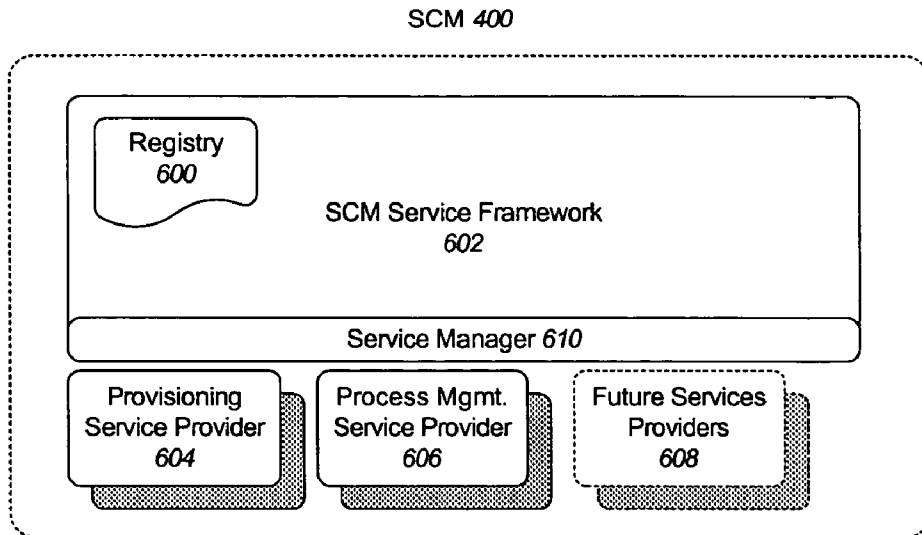 SCM 400
Registry
600
SCM Service Framework
602
Service Manager 610
Provisioning
Service Provider
604
Process Mgmt.
Service Provider
606
Future Services
Providers
608